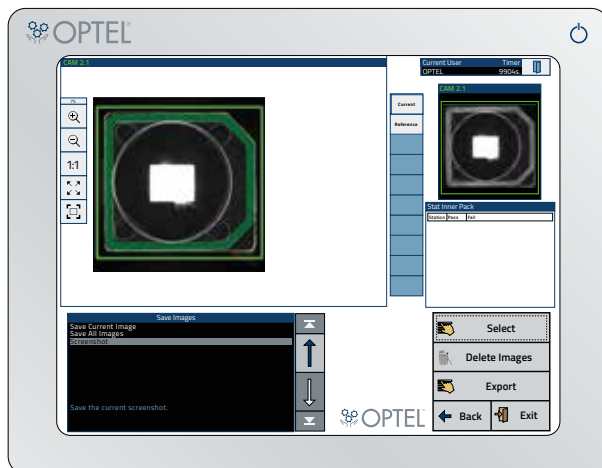 OPTEL
CAM 2.1
Current User Timer
OPTEL 9904s.
CAM 2.1
Current
Reference
1:1
Stat Inner Pack
Station Pass Fail
Save Images
Save Current Image
Save All Images
Screenshot
Save the current screenshot.
Select
Delete Images
Export
Back Exit
OPTEL